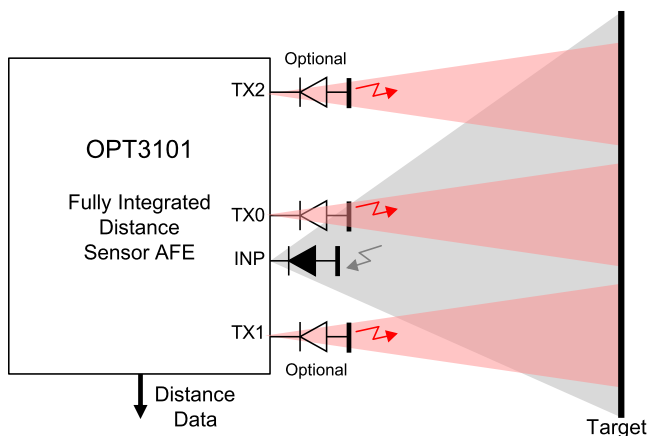 Optional
TX2
OPT3101
Fully Integrated
Distance
Sensor AFE
TX0
INP
TX1
Optional
Distance
Data
Target